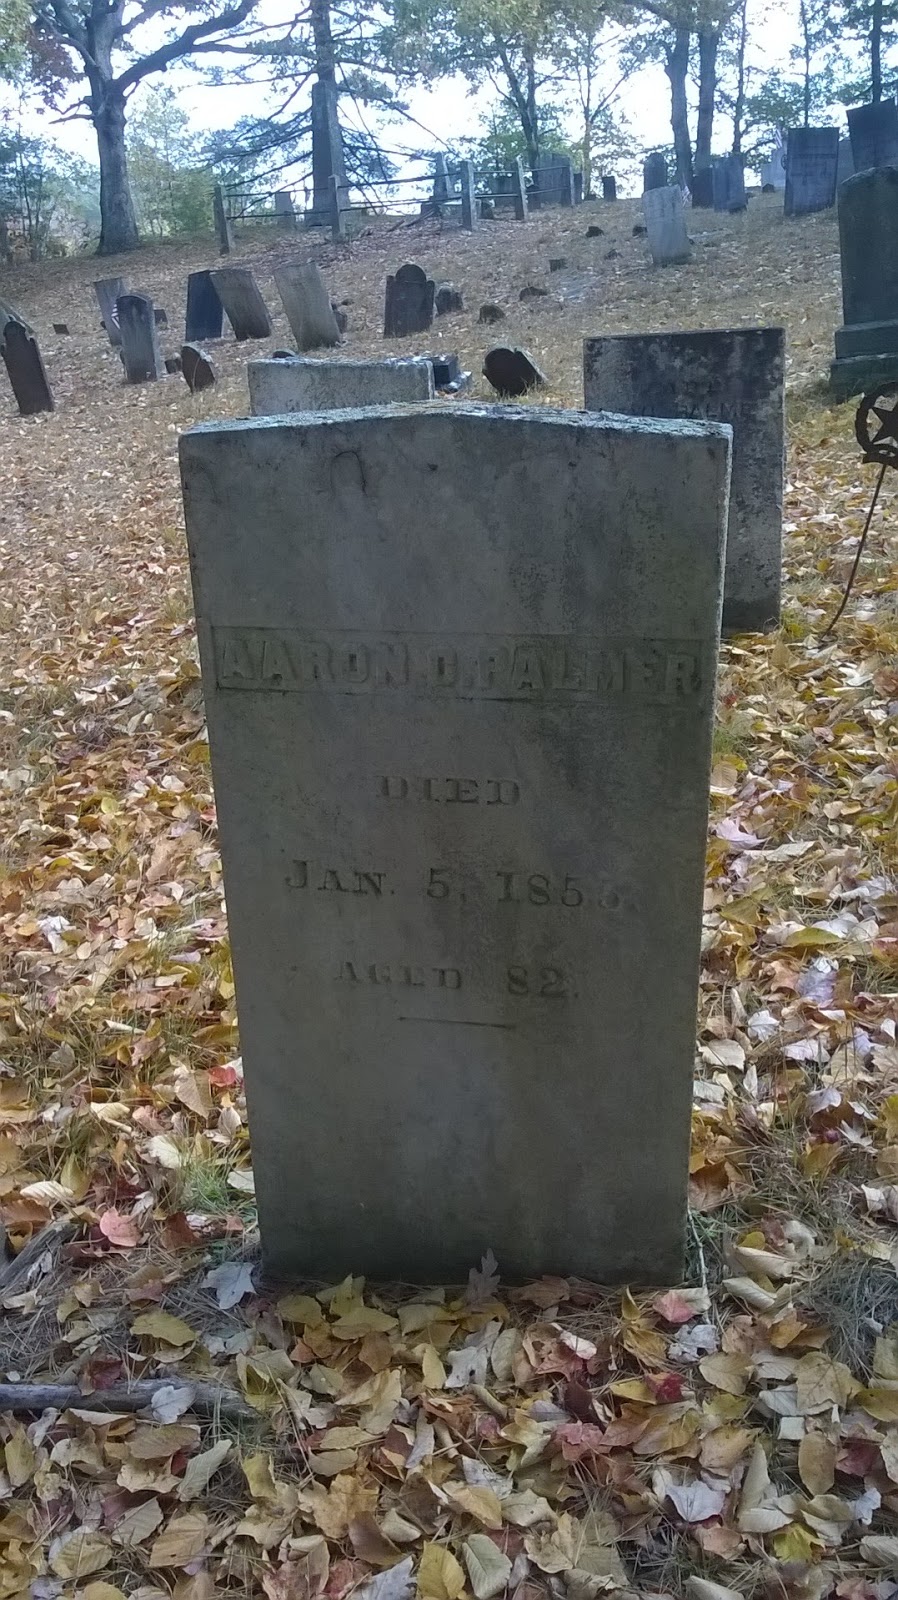 AARON C. PALMER
DIED
JAN. 5,
AGED 82.